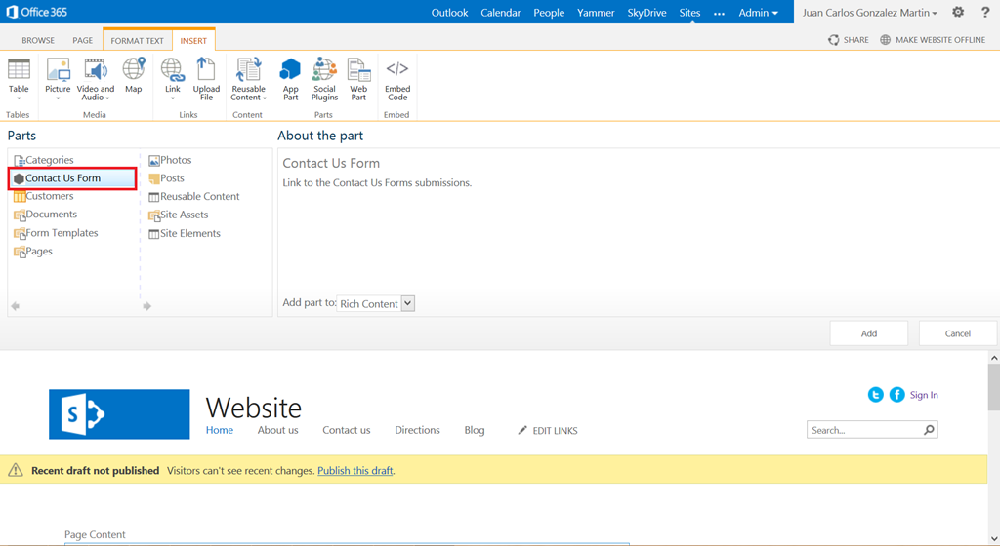 Office 365
Outlook Calendar People Yammer SkyDrive Sites ... Admin Juan Carlos Gonzalez Martin ?
BROWSE PAGE FORMAT TEXT INSERT SHARE MAKE WEBSITE OFFLINE
Table Picture Video and Audio Map Link Upload File Reusable Content App Part Social Plugins Web Part Embed Code
Tables Media Links Content Parts Embed
Parts
About the part
Categories
Contact Us Form
Customers
Documents
Form Templates
Pages
Photos
Posts
Reusable Content
Site Assets
Site Elements
Contact Us Form
Link to the Contact Us Forms submissions.
Add part to: Rich Content
Add Cancel
S
Website
Sign In
Home About us Contact us Directions Blog EDIT LINKS
Search...
Recent draft not published Visitors can't see recent changes. Publish this draft.
Page Content